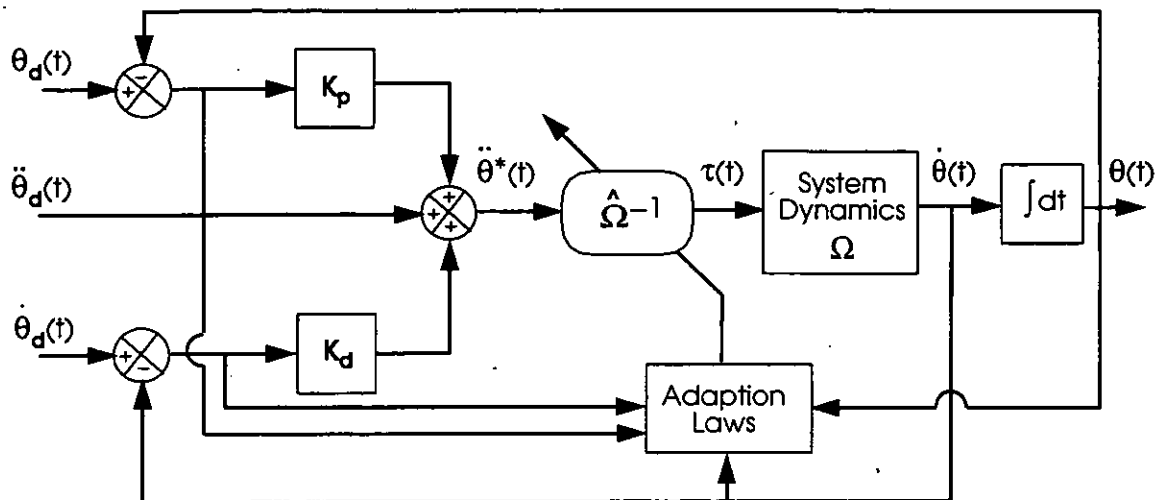 θd(t)
− +
Kp
θ̈d(t)
+ + +
θ̈*(t)
Ω̂−1
τ(t)
System
Dynamics
Ω
θ̇(t)
∫dt
θ(t)
θ̇d(t)
+ −
Kd
Adaption
Laws